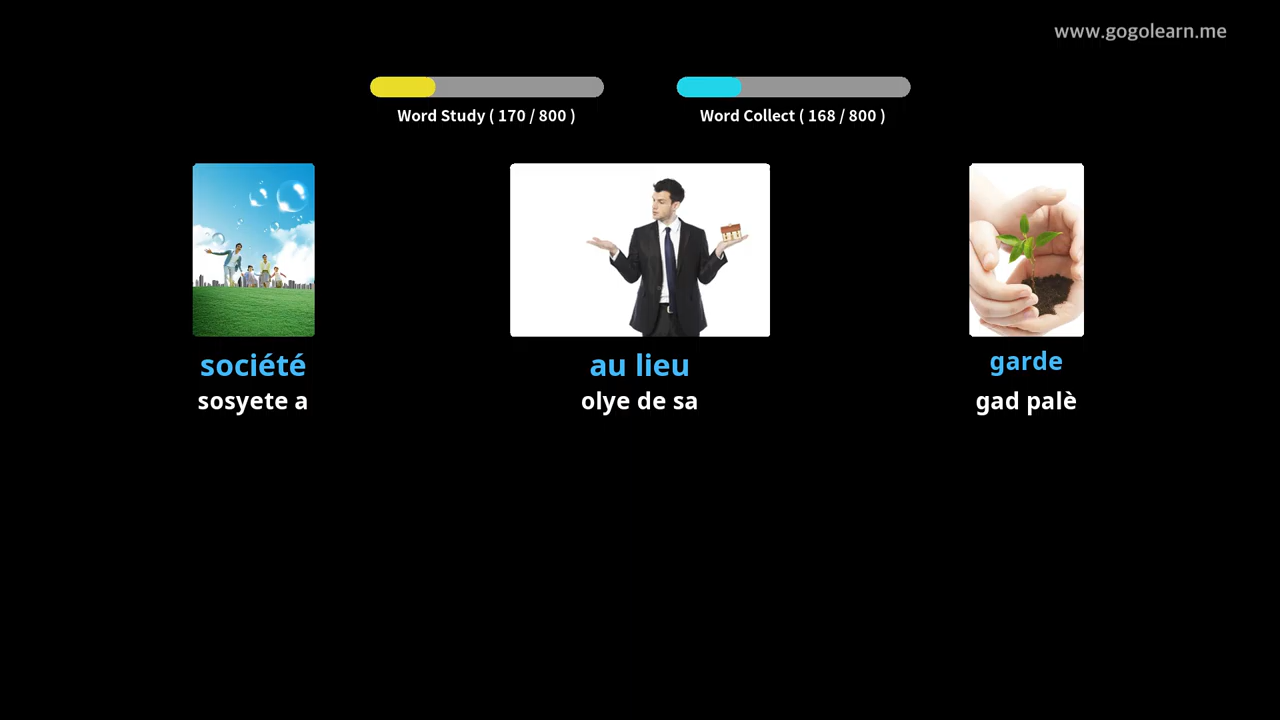 www.gogolearn.me
Word Study ( 170 / 800 )
Word Collect ( 168 / 800 )
société
sosyete a
au lieu
olye de sa
garde
gad palè